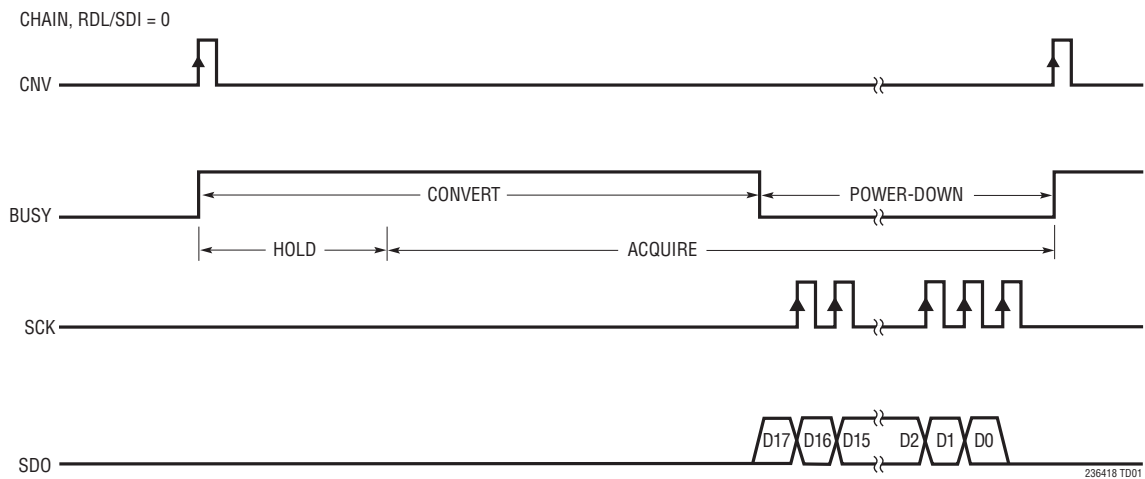 CHAIN, RDL/SDI = 0
CNV
CONVERT
POWER-DOWN
BUSY
HOLD
ACQUIRE
SCK
D17 D16 D15 D2 D1 D0
SDO
236418 TD01